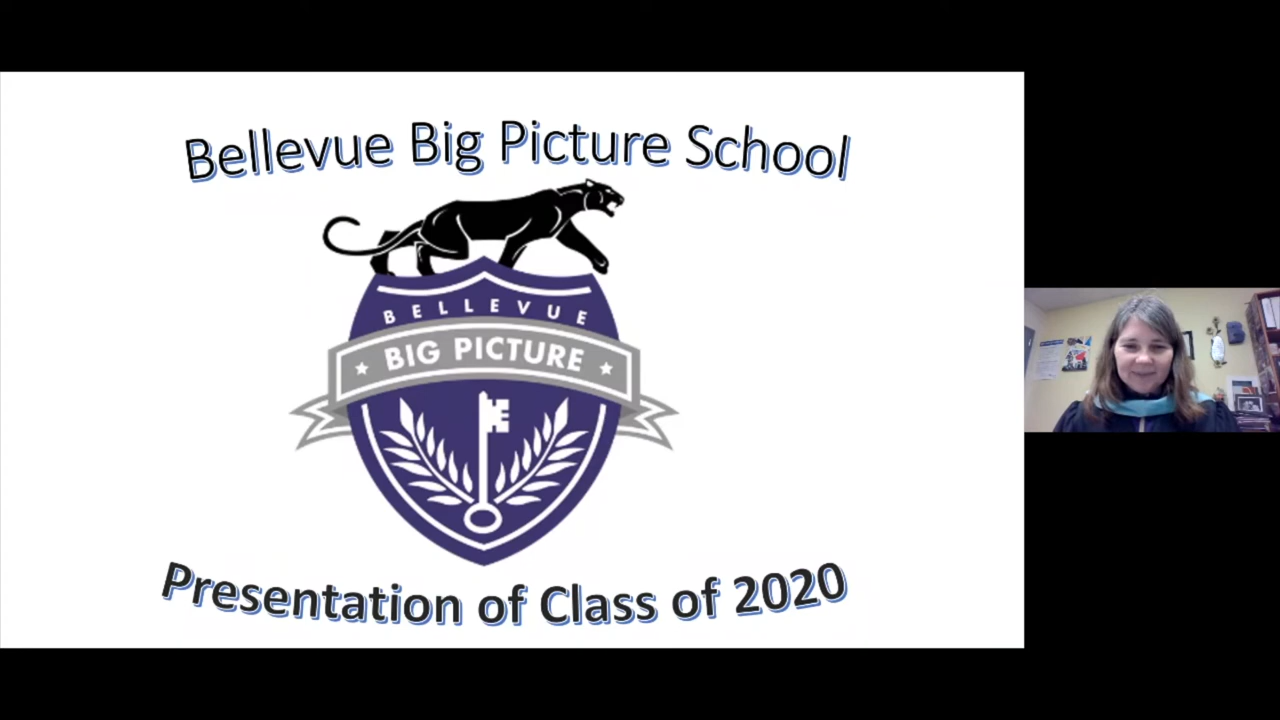 Bellevue Big Picture School
BELLEVUE
BIG PICTURE
Presentation of Class of 2020